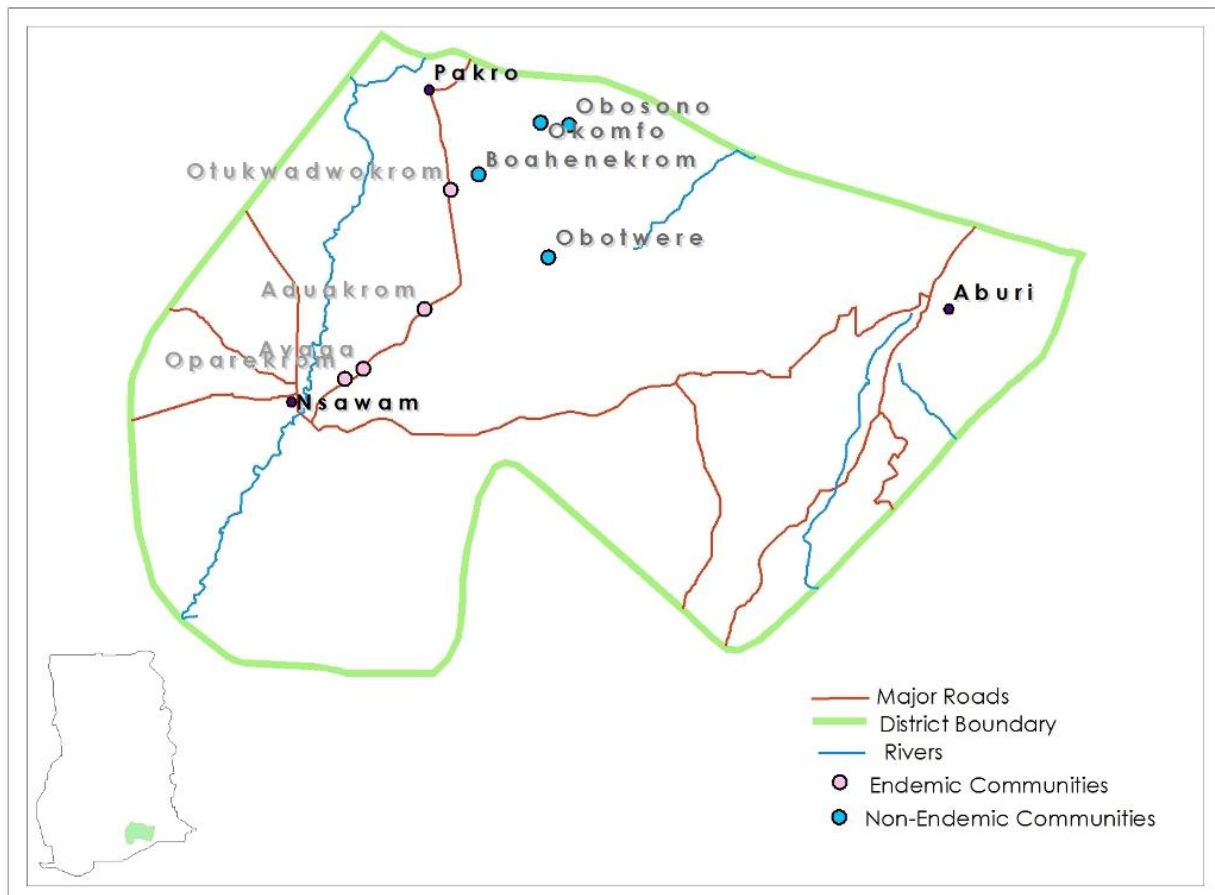 Pakro
Obosono
Okomfo
Boahenekrom
Otukwadwokrom
Obotwere
Aduakrom
Aburi
Ayaga
Oparekrom
Nsawam
Major Roads
District Boundary
Rivers
Endemic Communities
Non-Endemic Communities